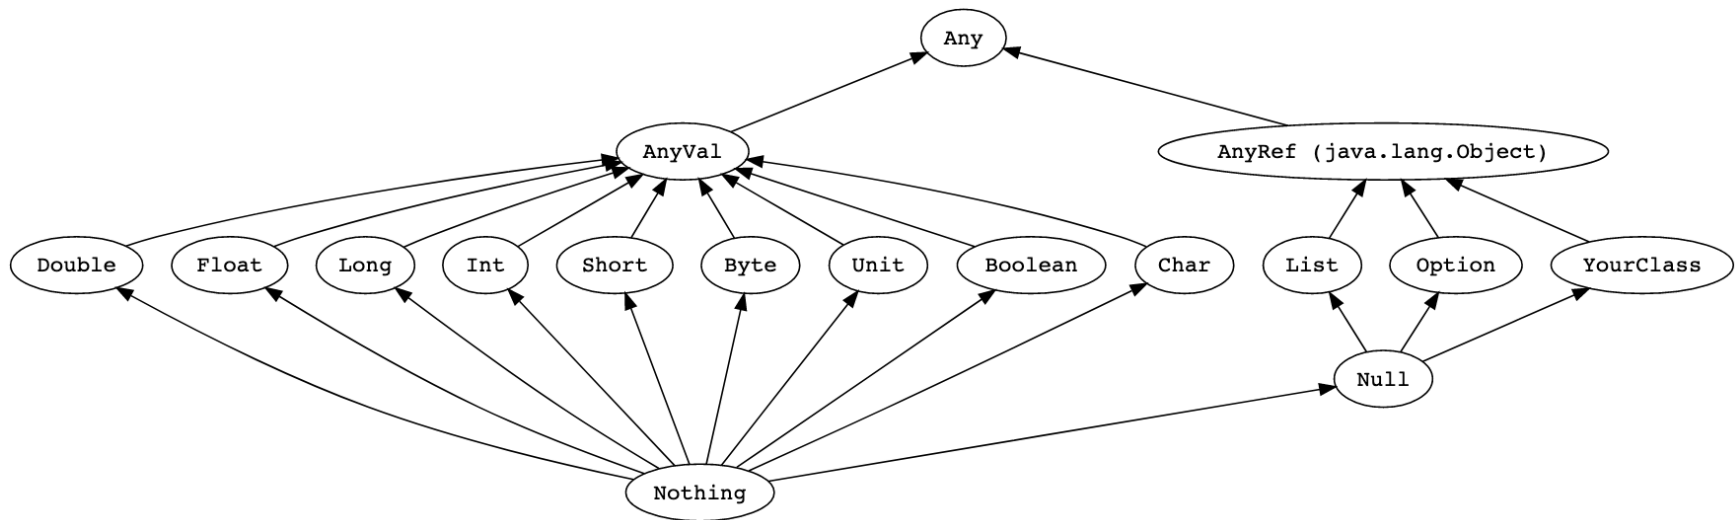 Any
AnyVal
AnyRef (java.lang.Object)
Double
Float
Long
Int
Short
Byte
Unit
Boolean
Char
List
Option
YourClass
Null
Nothing